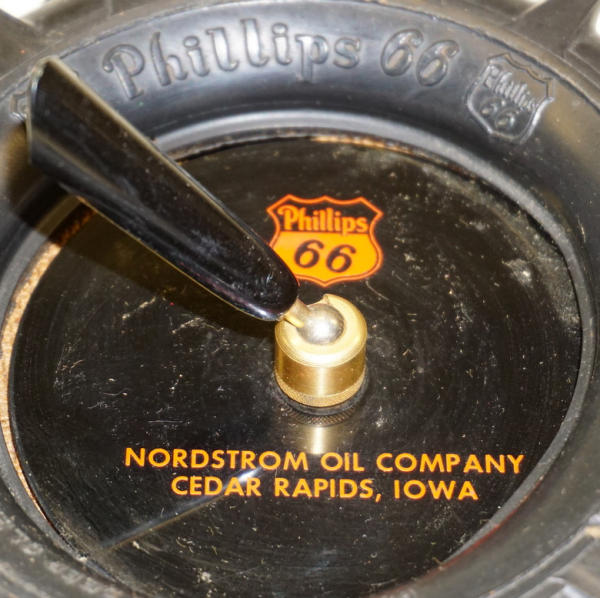 Phillips 66
Phillips
66
Phillips
66
NORDSTROM OIL COMPANY
CEDAR RAPIDS, IOWA